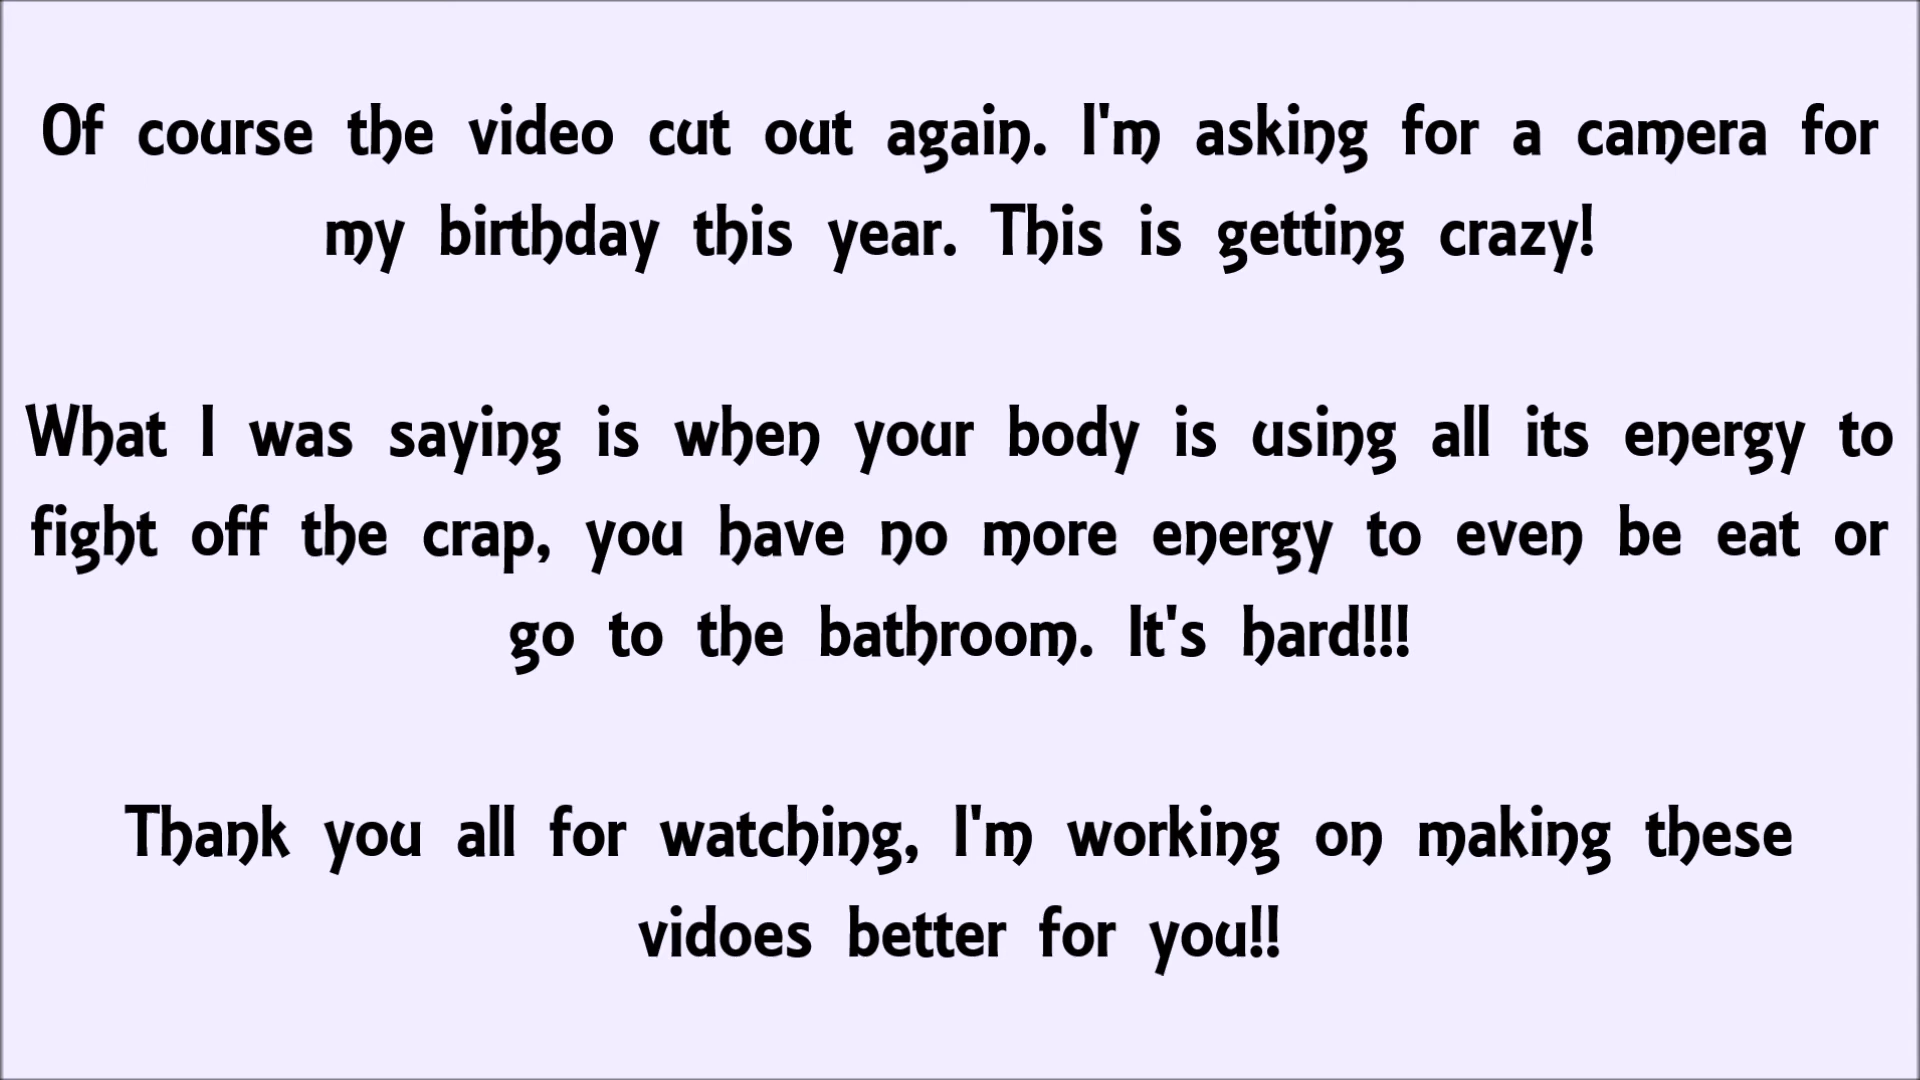 Of course the video cut out again. I'm asking for a camera for
my birthday this year. This is getting crazy!
What I was saying is when your body is using all its energy to
fight off the crap, you have no more energy to even be eat or
go to the bathroom. It's hard!!!
Thank you all for watching, I'm working on making these
vidoes better for you!!